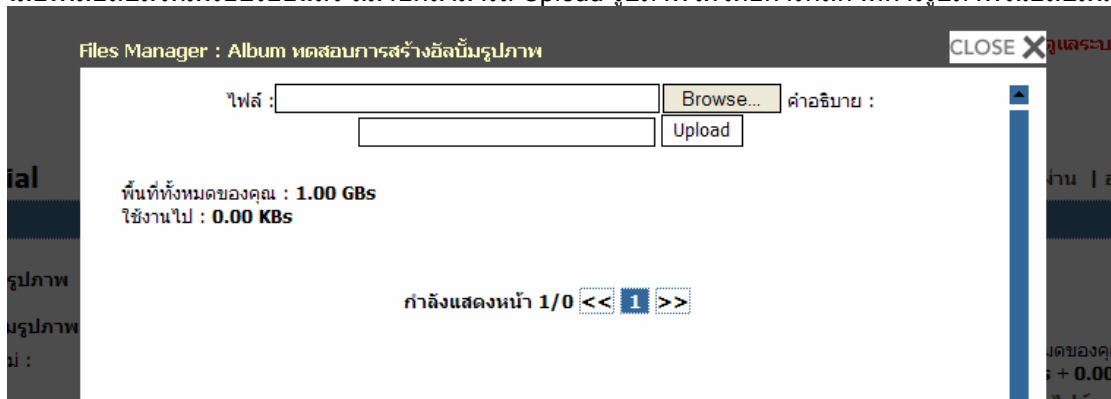 Files Manager : Album ทดสอบการสร้างอัลบั้มรูปภาพ
CLOSE X
ไฟล์ :
Browse...
คำอธิบาย :
Upload
ial
พื้นที่ทั้งหมดของคุณ : 1.00 GBs
ใช้งานไป : 0.00 KBs
รูปภาพ
กำลังแสดงหน้า 1/0 << 1 >>
มรูปภาพ
+ 0.00